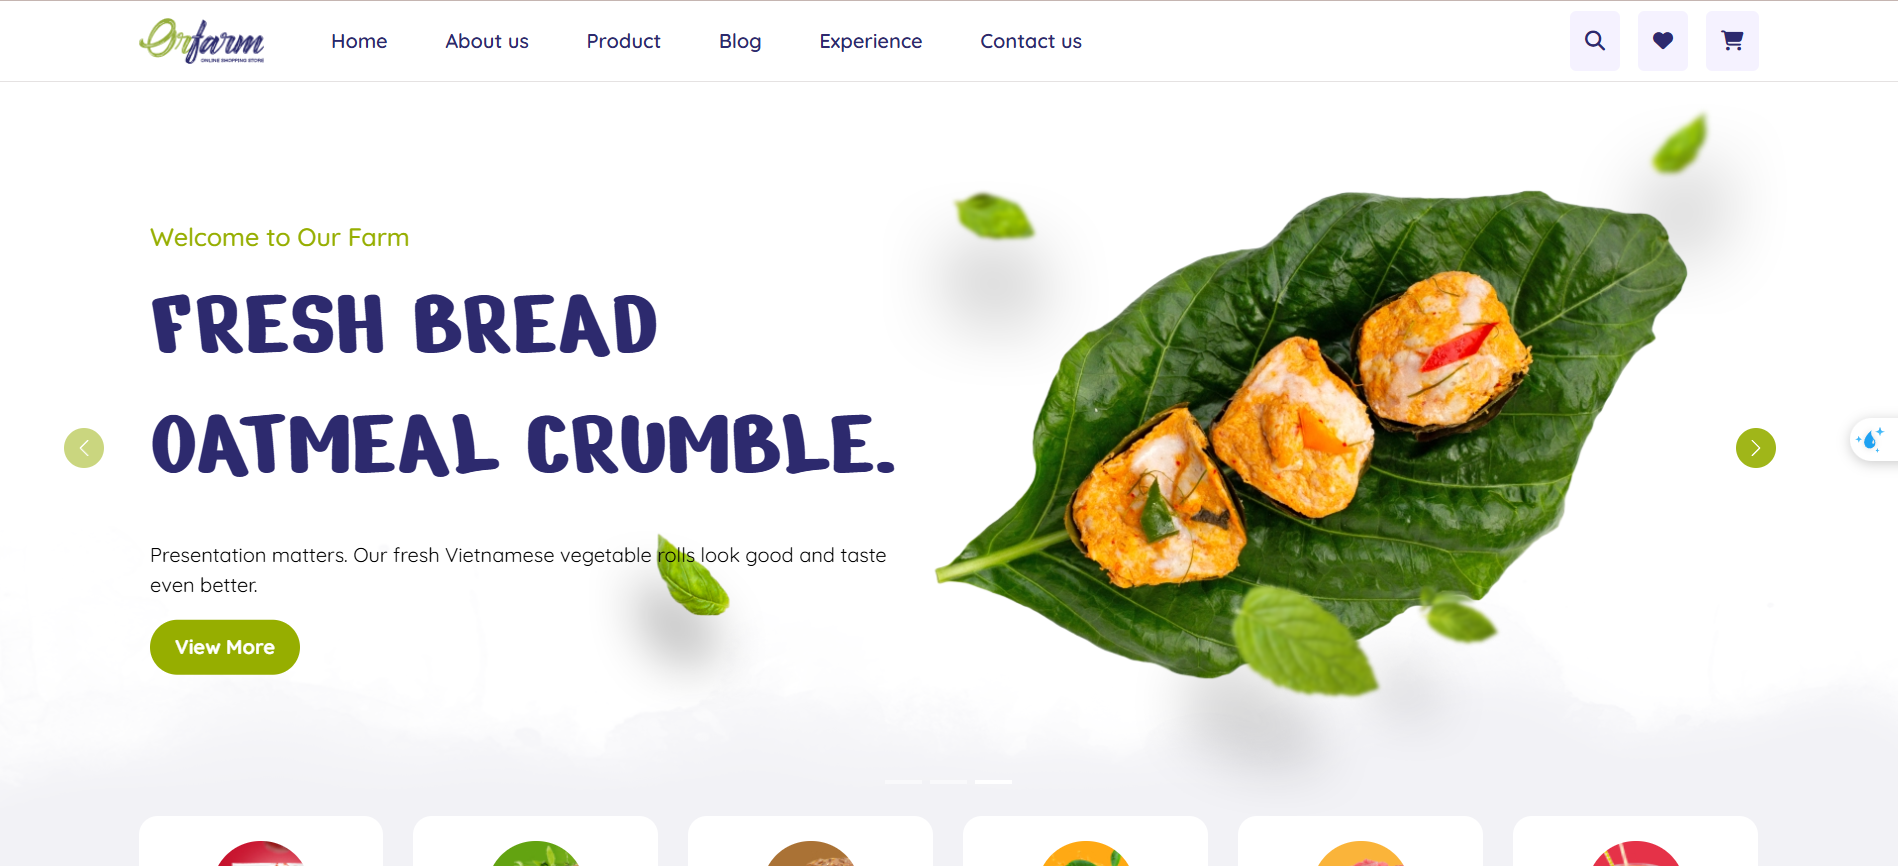 Orfarm
ONLINE SHOPPING STORE
Home About us Product Blog Experience Contact us
Welcome to Our Farm
FRESH BREAD
OATMEAL CRUMBLE.
Presentation matters. Our fresh Vietnamese vegetable rolls look good and taste
even better.
View More